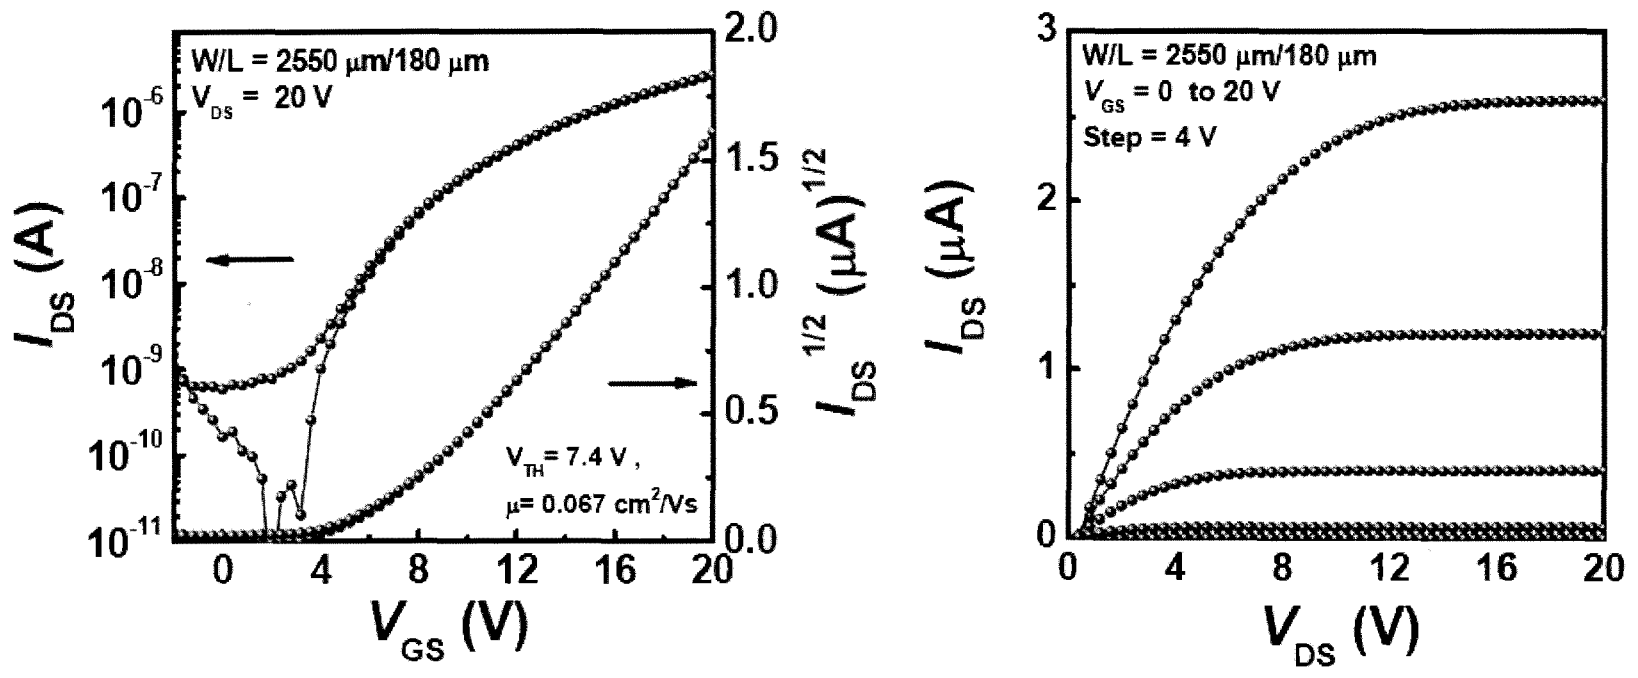 W/L = 2550 μm/180 μm
V_DS = 20 V
10^-6
10^-7
10^-8
10^-9
10^-10
10^-11
I_DS (A)
0 4 8 12 16 20
V_GS (V)
2.0
1.5
1.0
0.5
0.0
I_DS^1/2 (μA)^1/2
V_TH= 7.4 V ,
μ= 0.067 cm^2/Vs
W/L = 2550 μm/180 μm
V_GS = 0 to 20 V
Step = 4 V
3
2
1
0
I_DS (μA)
0 4 8 12 16 20
V_DS (V)